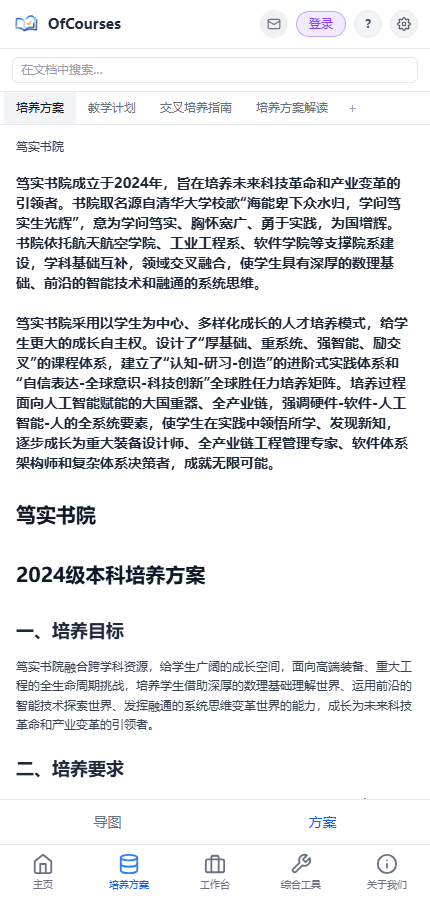 OfCourses
登录
?
在文档中搜索...
培养方案 教学计划 交叉培养指南 培养方案解读 +
笃实书院
笃实书院成立于2024年，旨在培养未来科技革命和产业变革的
引领者。书院取名源自清华大学校歌“海能卑下众水归，学问笃
实生光辉”，意为学问笃实、胸怀宽广、勇于实践，为国增辉。
书院依托航天航空学院、工业工程系、软件学院等支撑院系建
设，学科基础互补，领域交叉融合，使学生具有深厚的数理基
础、前沿的智能技术和融通的系统思维。
笃实书院采用以学生为中心、多样化成长的人才培养模式，给学
生更大的成长自主权。设计了“厚基础、重系统、强智能、励交
叉”的课程体系，建立了“认知-研习-创造”的进阶式实践体系和
“自信表达-全球意识-科技创新”全球胜任力培养矩阵。培养过程
面向人工智能赋能的大国重器、全产业链，强调硬件-软件-人工
智能-人的全系统要素，使学生在实践中领悟所学、发现新知，
逐步成长为重大装备设计师、全产业链工程管理专家、软件体系
架构师和复杂体系决策者，成就无限可能。
笃实书院
2024级本科培养方案
一、培养目标
笃实书院融合跨学科资源，给学生广阔的成长空间，面向高端装备、重大工
程的全生命周期挑战，培养学生借助深厚的数理基础理解世界、运用前沿的
智能技术探索世界、发挥融通的系统思维变革世界的能力，成长为未来科技
革命和产业变革的引领者。
二、培养要求
导图 方案
主页 培养方案 工作台 综合工具 关于我们